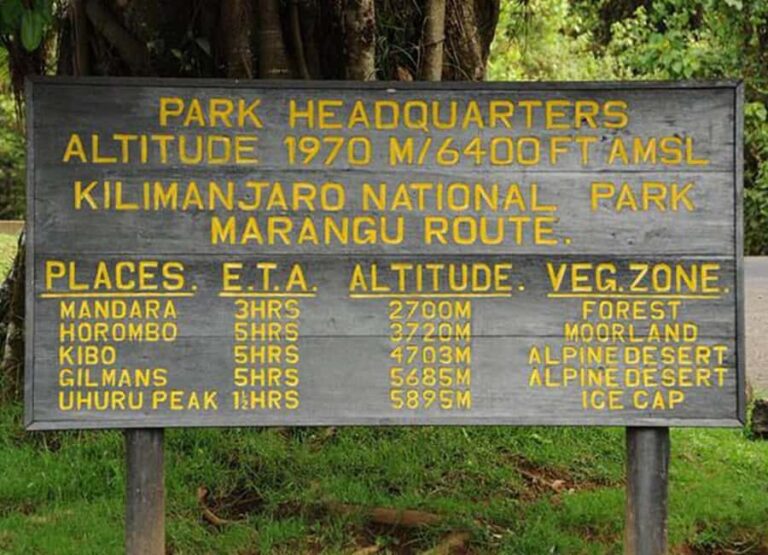 PARK HEADQUARTERS
ALTITUDE 1970 M/6400 FT AMSL
KILIMANJARO NATIONAL PARK
MARANGU ROUTE.
PLACES. E.T.A. ALTITUDE. VEG.ZONE.
MANDARA 3HRS 2700M FOREST
HOROMBO 5HRS 3720M MOORLAND
KIBO 5HRS 4703M ALPINE DESERT
GILMANS 5HRS 5685M ALPINE DESERT
UHURU PEAK 1½HRS 5895M ICE CAP